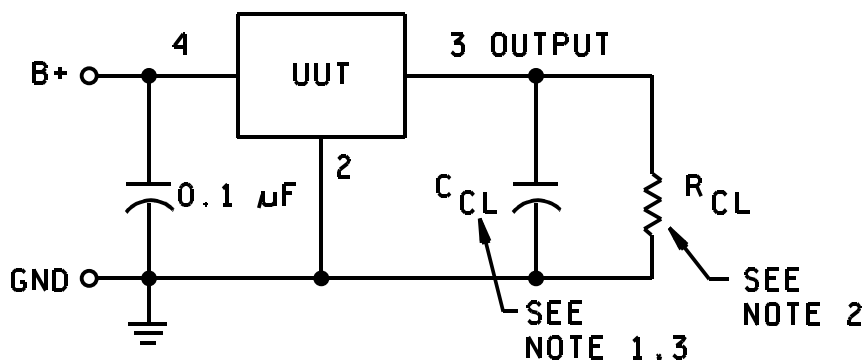 4
3 OUTPUT
B+
UUT
2
0.1 µF
C CL
R CL
GND
SEE
NOTE 2
SEE
NOTE 1,3